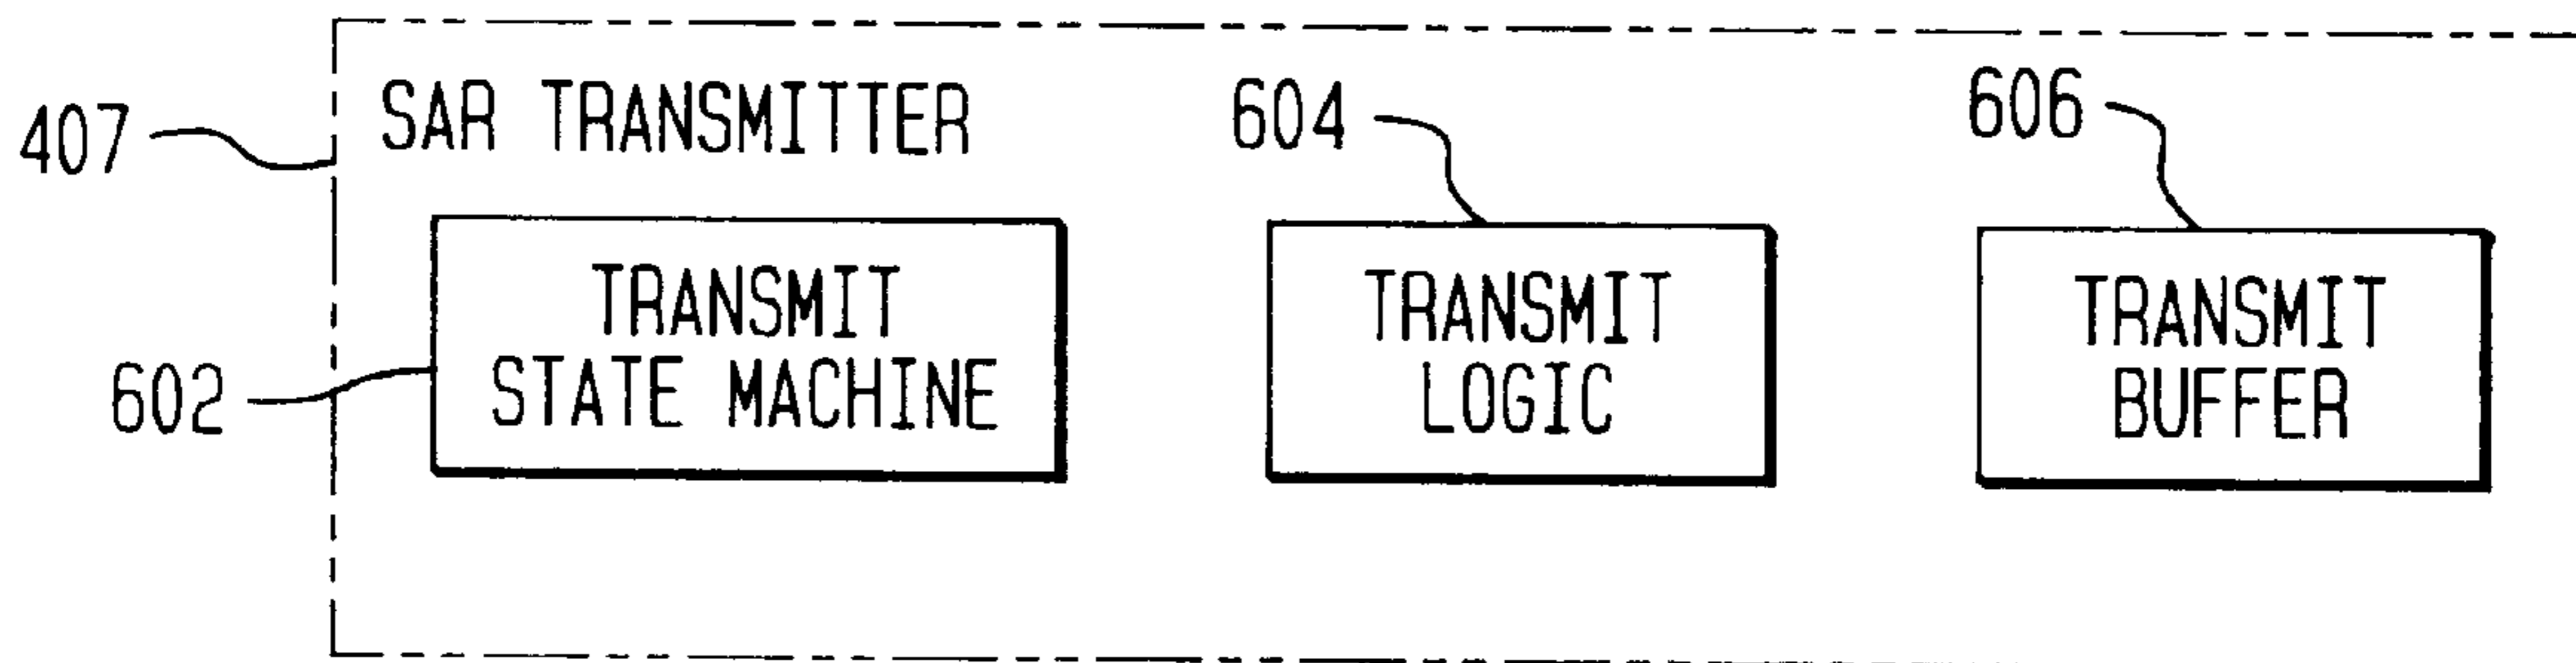 407
SAR TRANSMITTER
604
606
602
TRANSMIT
STATE MACHINE
TRANSMIT
LOGIC
TRANSMIT
BUFFER